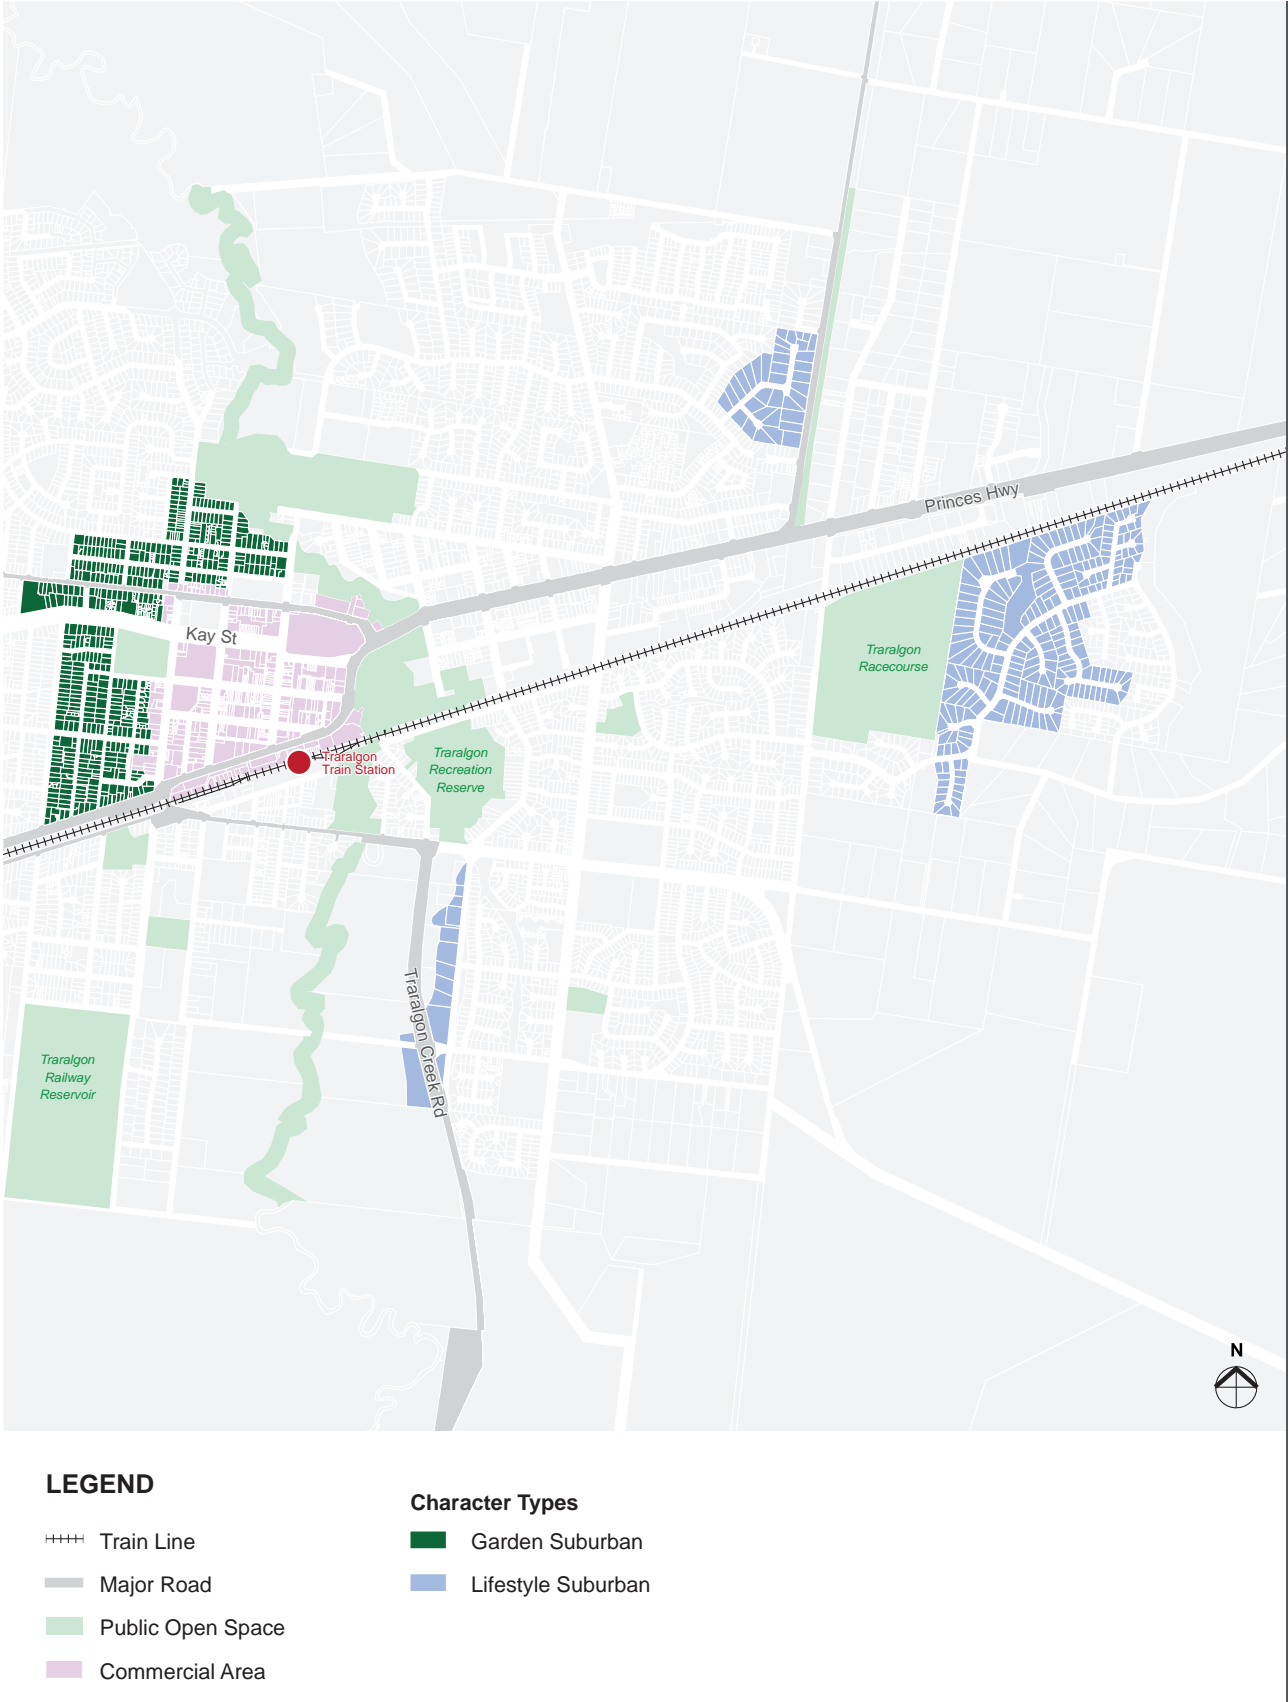 Princes Hwy
Kay St
Traralgon
Racecourse
Traralgon
Train Station
Traralgon
Recreation
Reserve
Traralgon Creek Rd
Traralgon
Railway
Reservoir
N
LEGEND
Train Line
Major Road
Public Open Space
Commercial Area
Character Types
Garden Suburban
Lifestyle Suburban